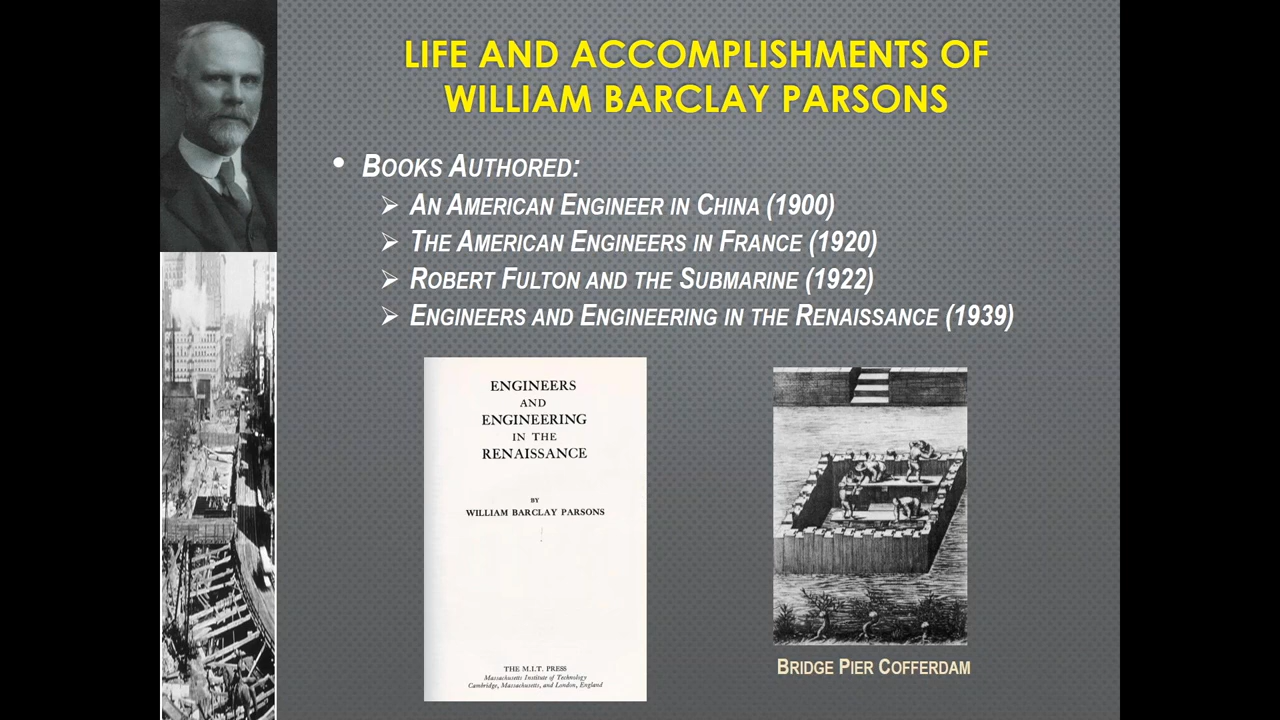 LIFE AND ACCOMPLISHMENTS OF
WILLIAM BARCLAY PARSONS
• BOOKS AUTHORED:
➢ AN AMERICAN ENGINEER IN CHINA (1900)
➢ THE AMERICAN ENGINEERS IN FRANCE (1920)
➢ ROBERT FULTON AND THE SUBMARINE (1922)
➢ ENGINEERS AND ENGINEERING IN THE RENAISSANCE (1939)
ENGINEERS
AND
ENGINEERING
IN THE
RENAISSANCE
BY
WILLIAM BARCLAY PARSONS
THE M.I.T. PRESS
Massachusetts Institute of Technology
Cambridge, Massachusetts, and London, England
BRIDGE PIER COFFERDAM